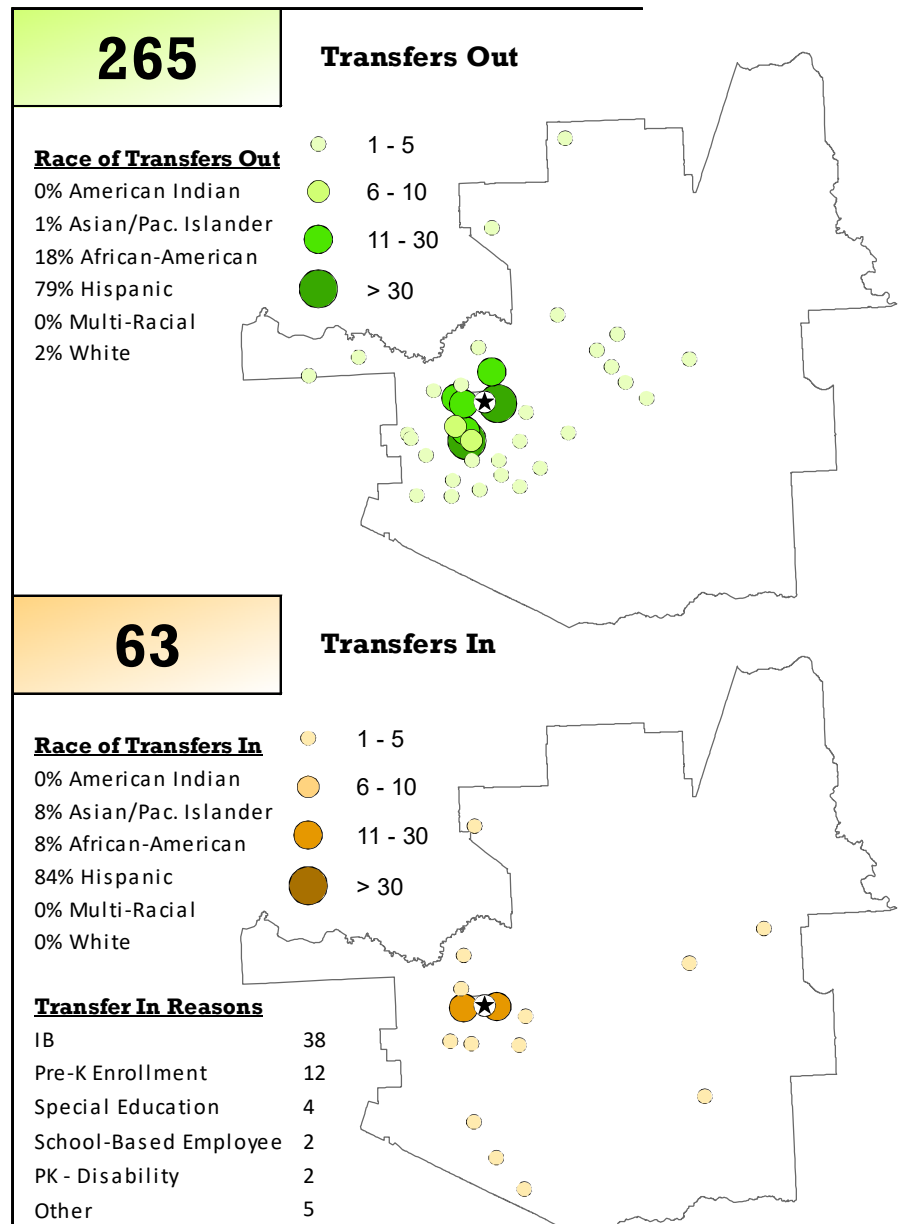 265
Transfers Out
Race of Transfers Out
0% American Indian
1% Asian/Pac. Islander
18% African-American
79% Hispanic
0% Multi-Racial
2% White
1 - 5
6 - 10
11 - 30
> 30
63
Transfers In
Race of Transfers In
0% American Indian
8% Asian/Pac. Islander
8% African-American
84% Hispanic
0% Multi-Racial
0% White
1 - 5
6 - 10
11 - 30
> 30
Transfer In Reasons
IB 38
Pre-K Enrollment 12
Special Education 4
School-Based Employee 2
PK - Disability 2
Other 5